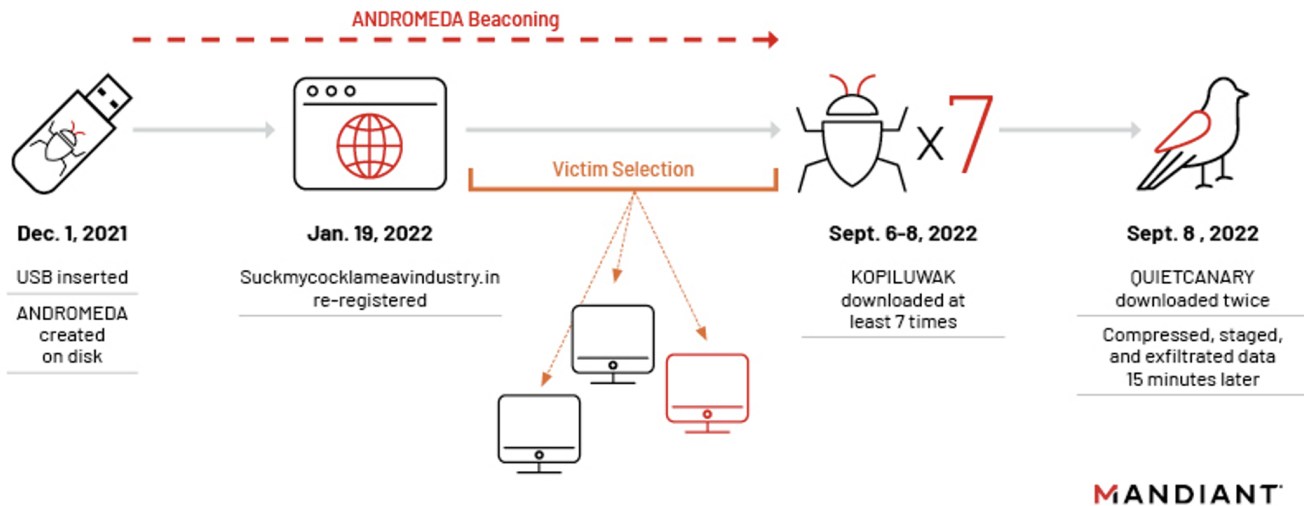 ANDROMEDA Beaconing
x 7
Victim Selection
Dec. 1, 2021
USB inserted
ANDROMEDA
created
on disk
Jan. 19, 2022
Suckmycocklameavindustry.in
re-registered
Sept. 6-8, 2022
KOPILUWAK
downloaded at
least 7 times
Sept. 8 , 2022
QUIETCANARY
downloaded twice
Compressed, staged,
and exfiltrated data
15 minutes later
MANDIANT